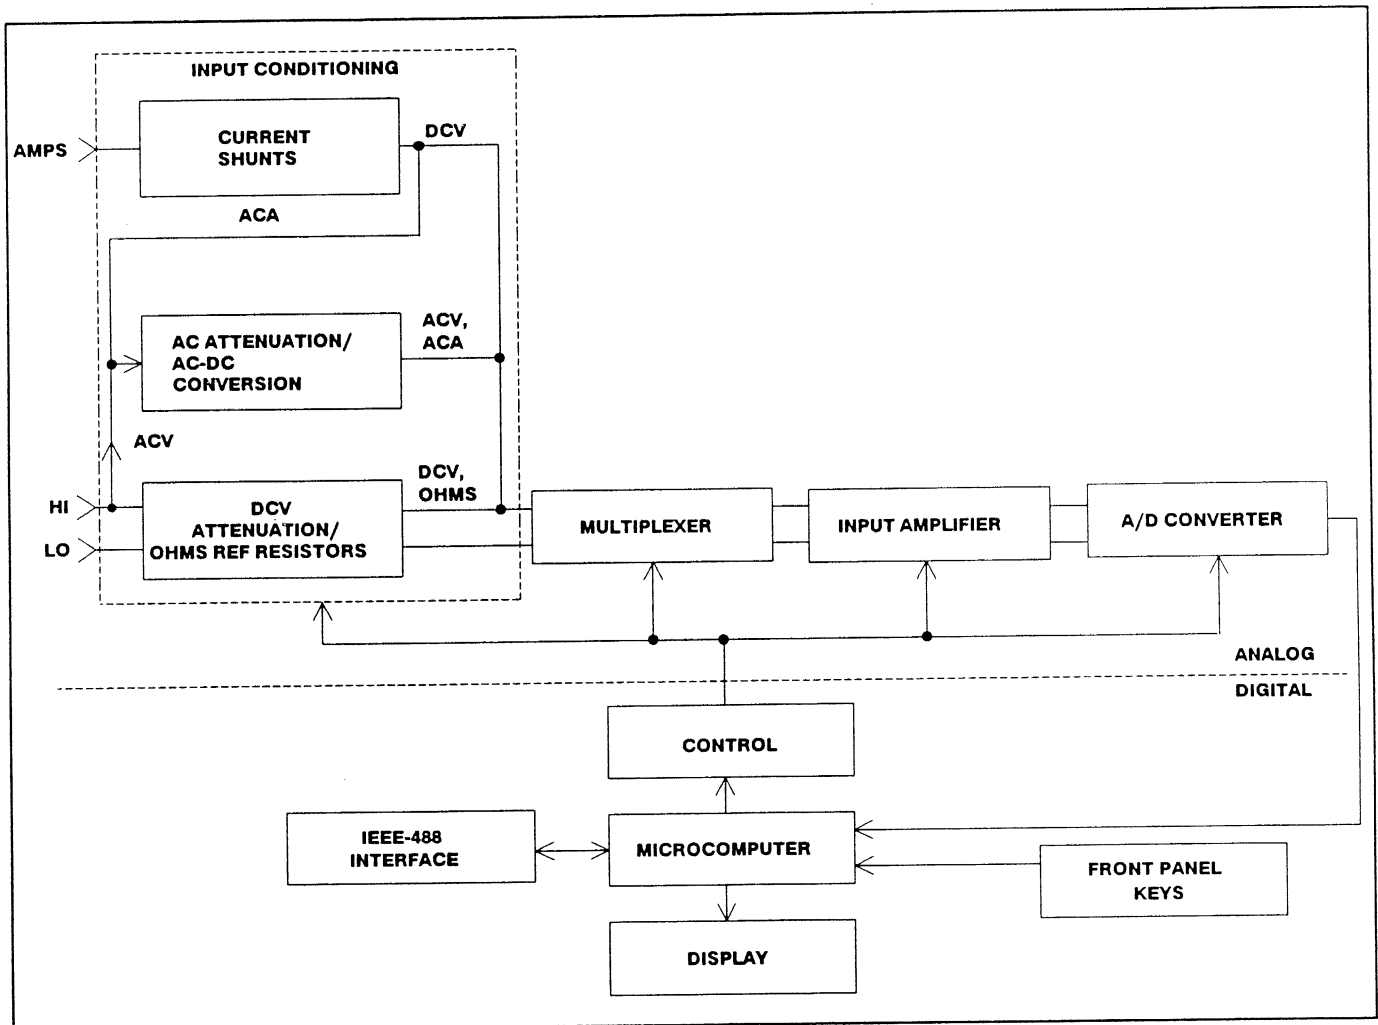 INPUT CONDITIONING
AMPS
CURRENT
SHUNTS
DCV
ACA
AC ATTENUATION/
AC-DC
CONVERSION
ACV,
ACA
ACV
HI
LO
DCV
ATTENUATION/
OHMS REF RESISTORS
DCV,
OHMS
MULTIPLEXER
INPUT AMPLIFIER
A/D CONVERTER
ANALOG
DIGITAL
CONTROL
IEEE-488
INTERFACE
MICROCOMPUTER
FRONT PANEL
KEYS
DISPLAY